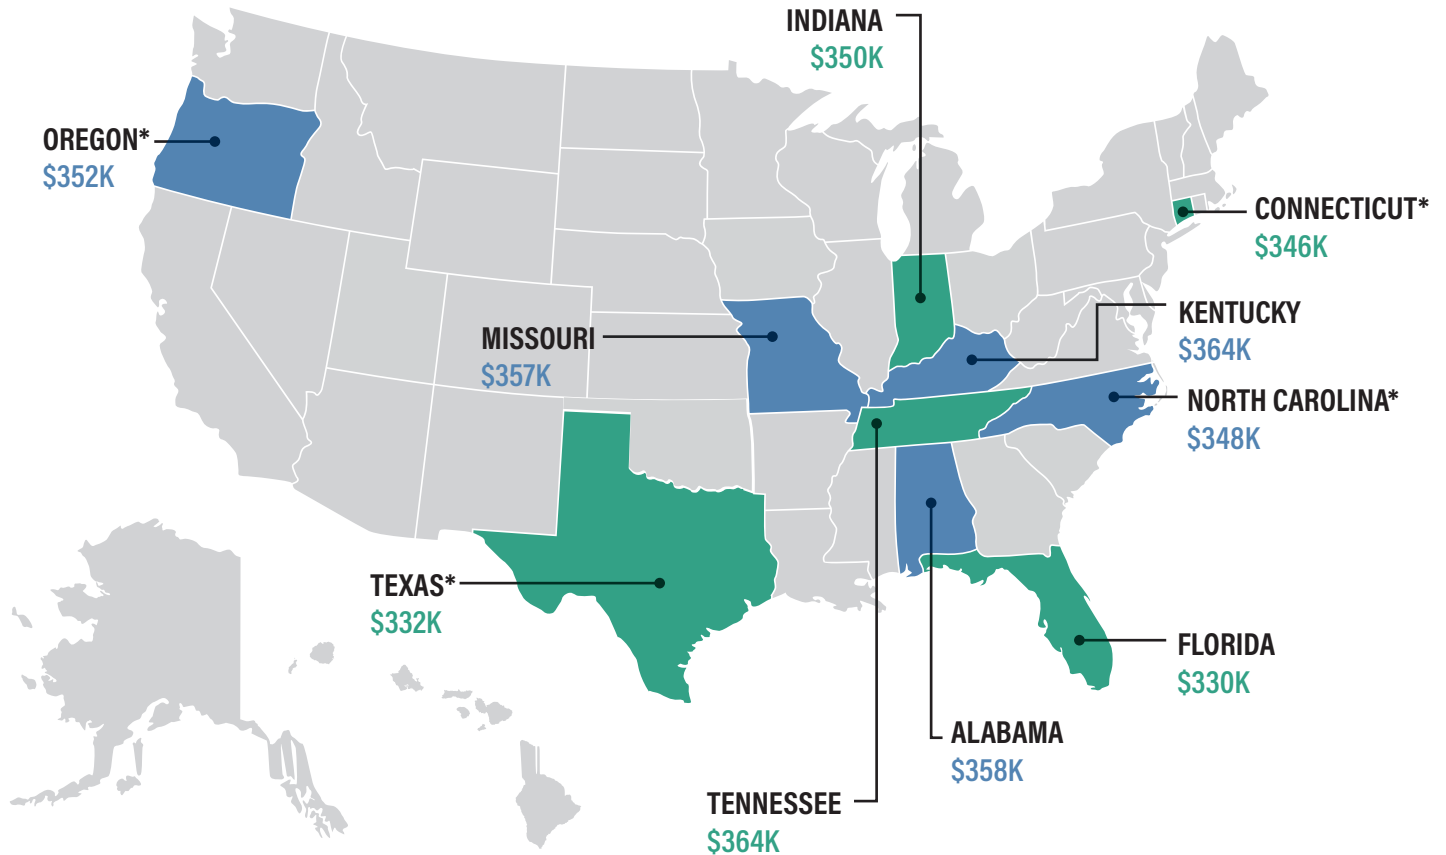 INDIANA
$350K
OREGON*
$352K
CONNECTICUT*
$346K
MISSOURI
$357K
KENTUCKY
$364K
NORTH CAROLINA*
$348K
TEXAS*
$332K
FLORIDA
$330K
ALABAMA
$358K
TENNESSEE
$364K